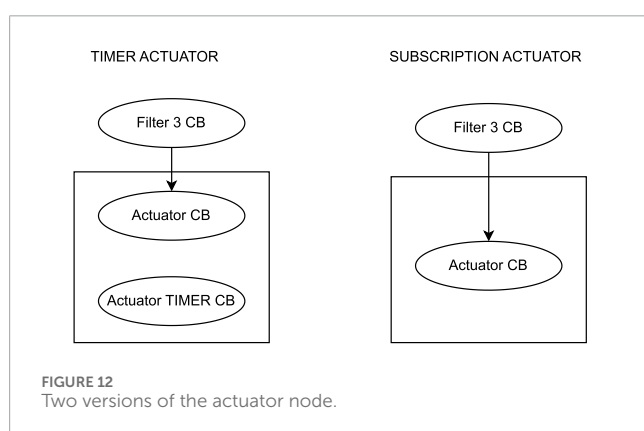 TIMER ACTUATOR
Filter 3 CB
Actuator CB
Actuator TIMER CB
SUBSCRIPTION ACTUATOR
Filter 3 CB
Actuator CB
FIGURE 12
Two versions of the actuator node.